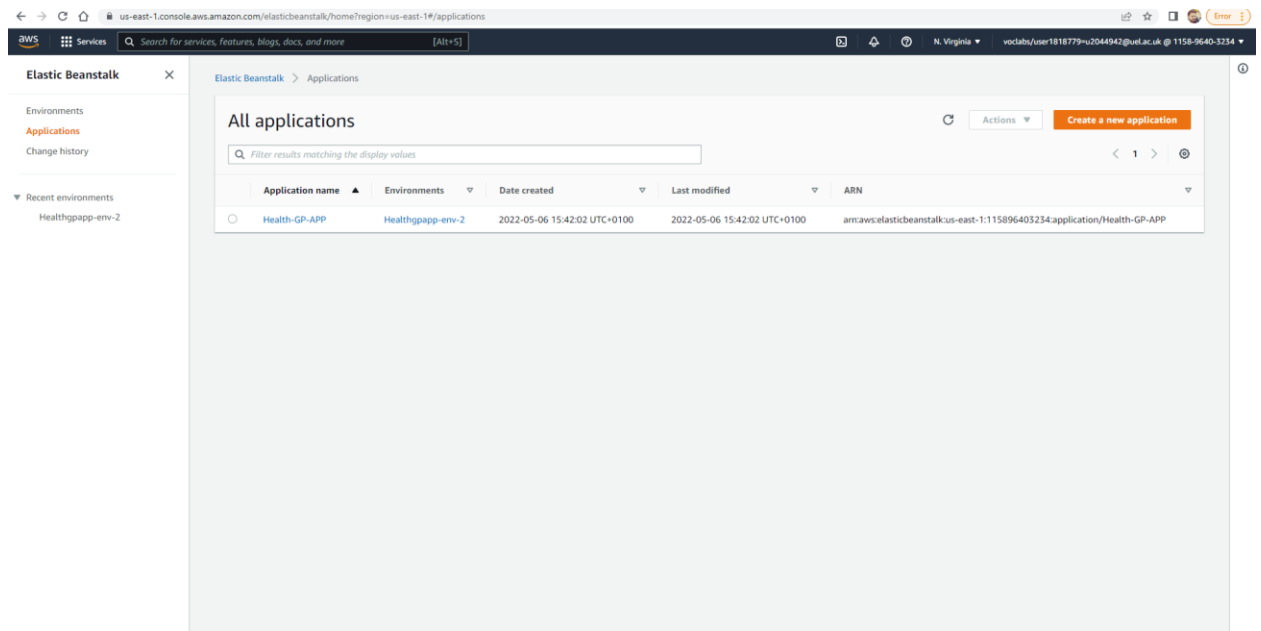 us-east-1.console.aws.amazon.com/elasticbeanstalk/home?region=us-east-1#/applications
Error
aws
Services
Search for services, features, blogs, docs, and more
[Alt+S]
N. Virginia
voclabs/user1818779=u2044942@uel.ac.uk @ 1158-9640-3234
Elastic Beanstalk
Environments
Applications
Change history
Recent environments
Healthgpapp-env-2
Elastic Beanstalk > Applications
All applications
Actions
Create a new application
Filter results matching the display values
< 1 >
Application name Environments Date created Last modified ARN
Health-GP-APP Healthgpapp-env-2 2022-05-06 15:42:02 UTC+0100 2022-05-06 15:42:02 UTC+0100 arn:aws:elasticbeanstalk:us-east-1:115896403234:application/Health-GP-APP